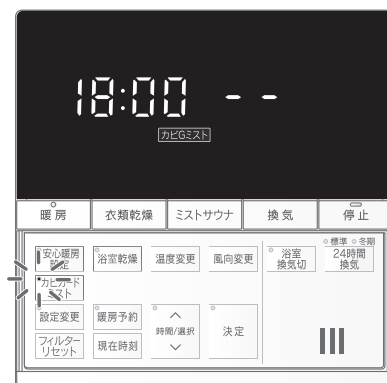 18:00 --
カビGミスト
暖房 衣類乾燥 ミストサウナ 換気 停止
標準 冬期
安心暖房
設定
浴室乾燥 温度変更 風向変更
浴室
換気切
24時間
換気
カビガード
ミスト
設定変更 暖房予約
時間/選択
決定
フィルター
リセット
現在時刻